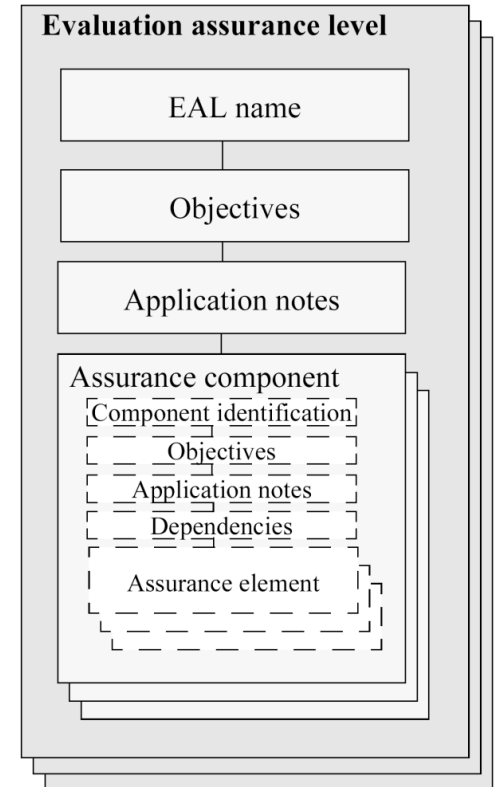 Evaluation assurance level
EAL name
Objectives
Application notes
Assurance component
Component identification
Objectives
Application notes
Dependencies
Assurance element